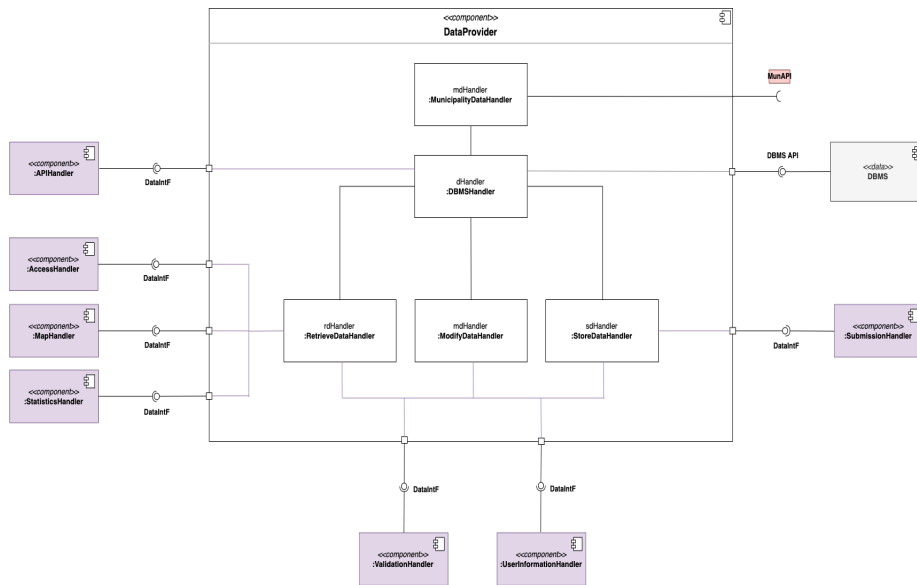 <<component>>
DataProvider
mdHandler
:MunicipalityDataHandler
MunAPI
<<component>>
:APIHandler
DataIntF
dHandler
:DBMSHandler
DBMS API
<<data>>
DBMS
<<component>>
:AccessHandler
DataIntF
<<component>>
:MapHandler
DataIntF
<<component>>
:StatisticsHandler
DataIntF
rdHandler
:RetrieveDataHandler
mdHandler
:ModifyDataHandler
sdHandler
:StoreDataHandler
<<component>>
:SubmissionHandler
DataIntF
DataIntF
DataIntF
<<component>>
:ValidationHandler
<<component>>
:UserInformationHandler